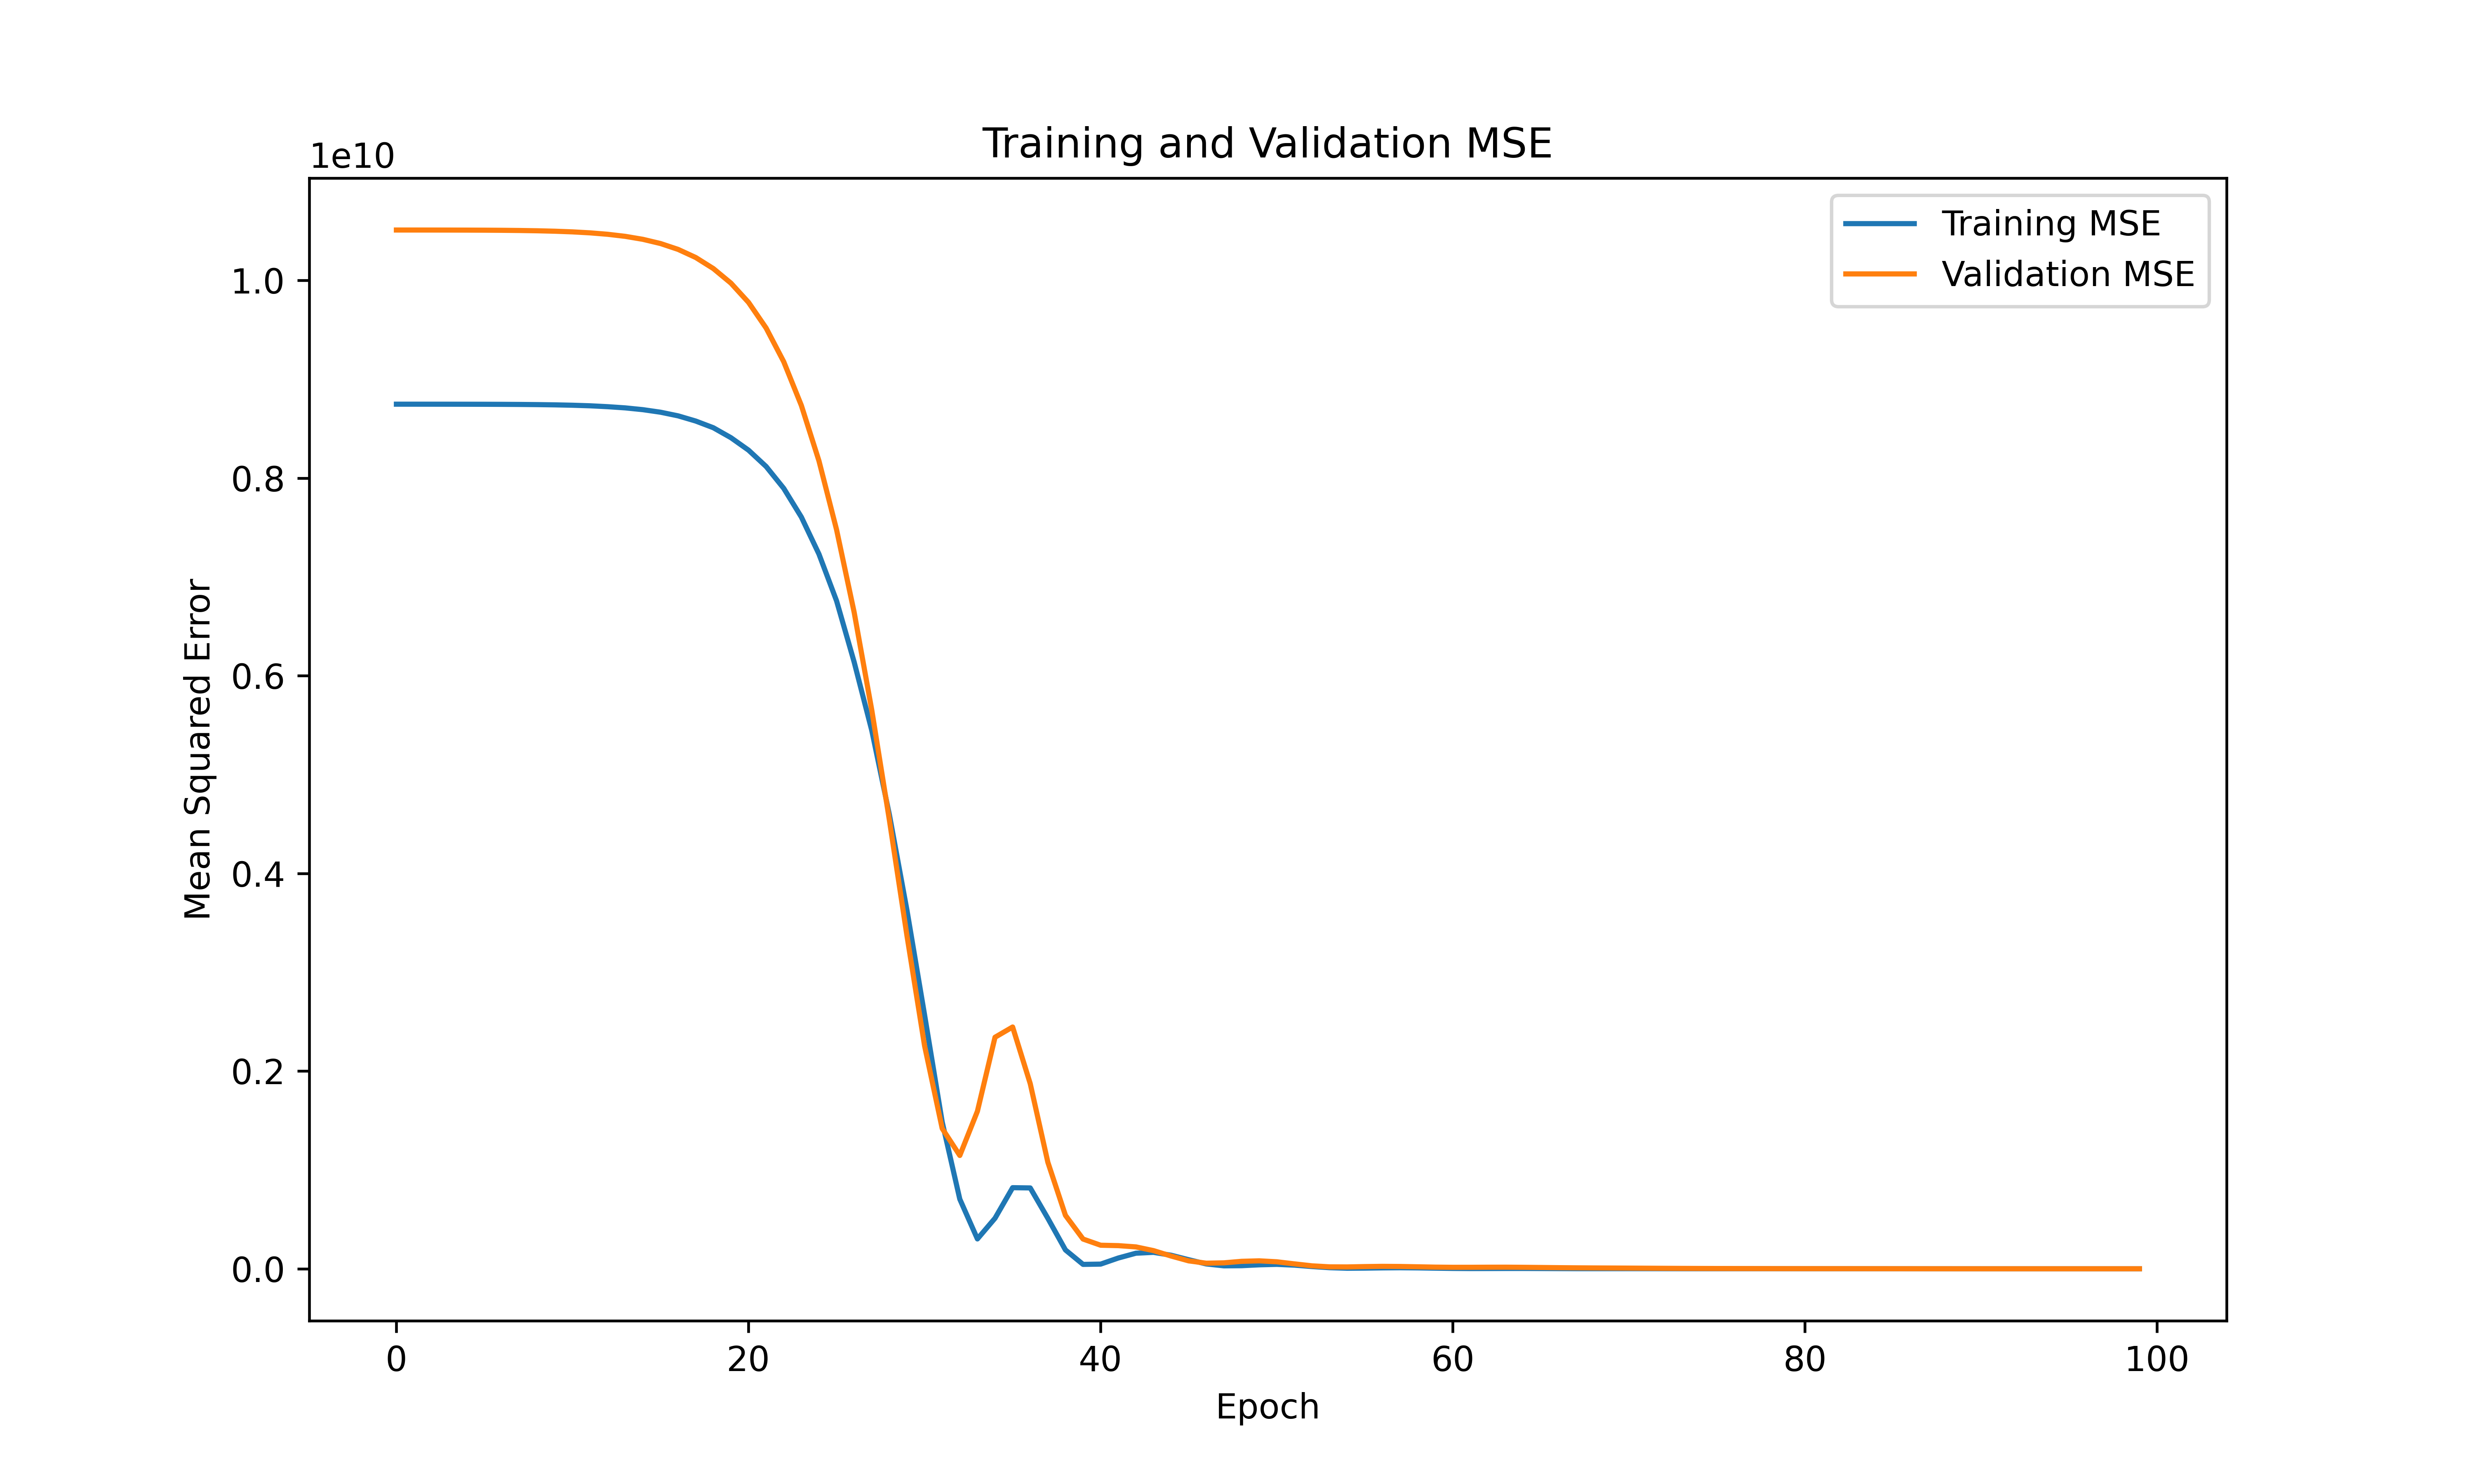 Training and Validation MSE
1e10
Training MSE
Validation MSE
1.0
0.8
0.6
0.4
0.2
0.0
Mean Squared Error
0 20 40 60 80 100
Epoch